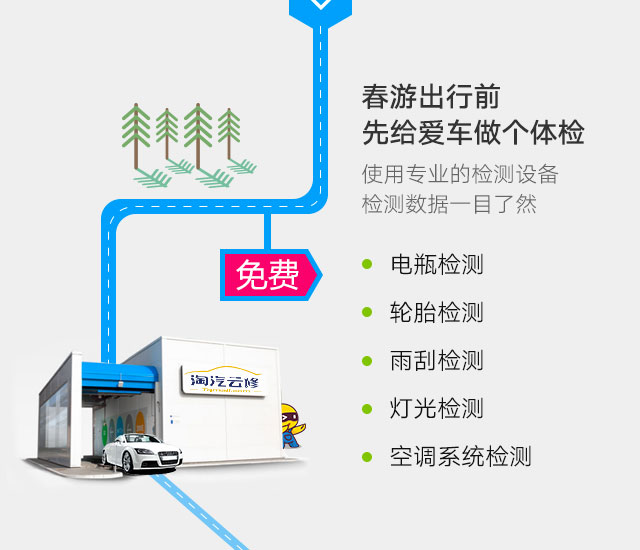 春游出行前
先给爱车做个体检
使用专业的检测设备
检测数据一目了然
免费
电瓶检测
轮胎检测
雨刮检测
灯光检测
空调系统检测
淘汽云修